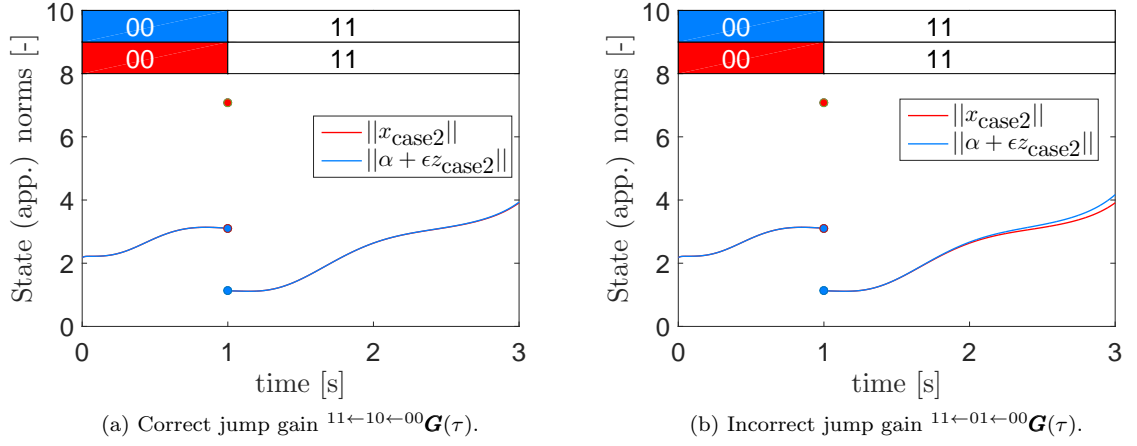 10
8
6
4
2
0
State (app.) norms [-]
00 11
00 11
||x_case2||
||α + ϵz_case2||
0 1 2 3
time [s]
(a) Correct jump gain ^{11←10←00}G(τ).
10
8
6
4
2
0
State (app.) norms [-]
00 11
00 11
||x_case2||
||α + ϵz_case2||
0 1 2 3
time [s]
(b) Incorrect jump gain ^{11←01←00}G(τ).